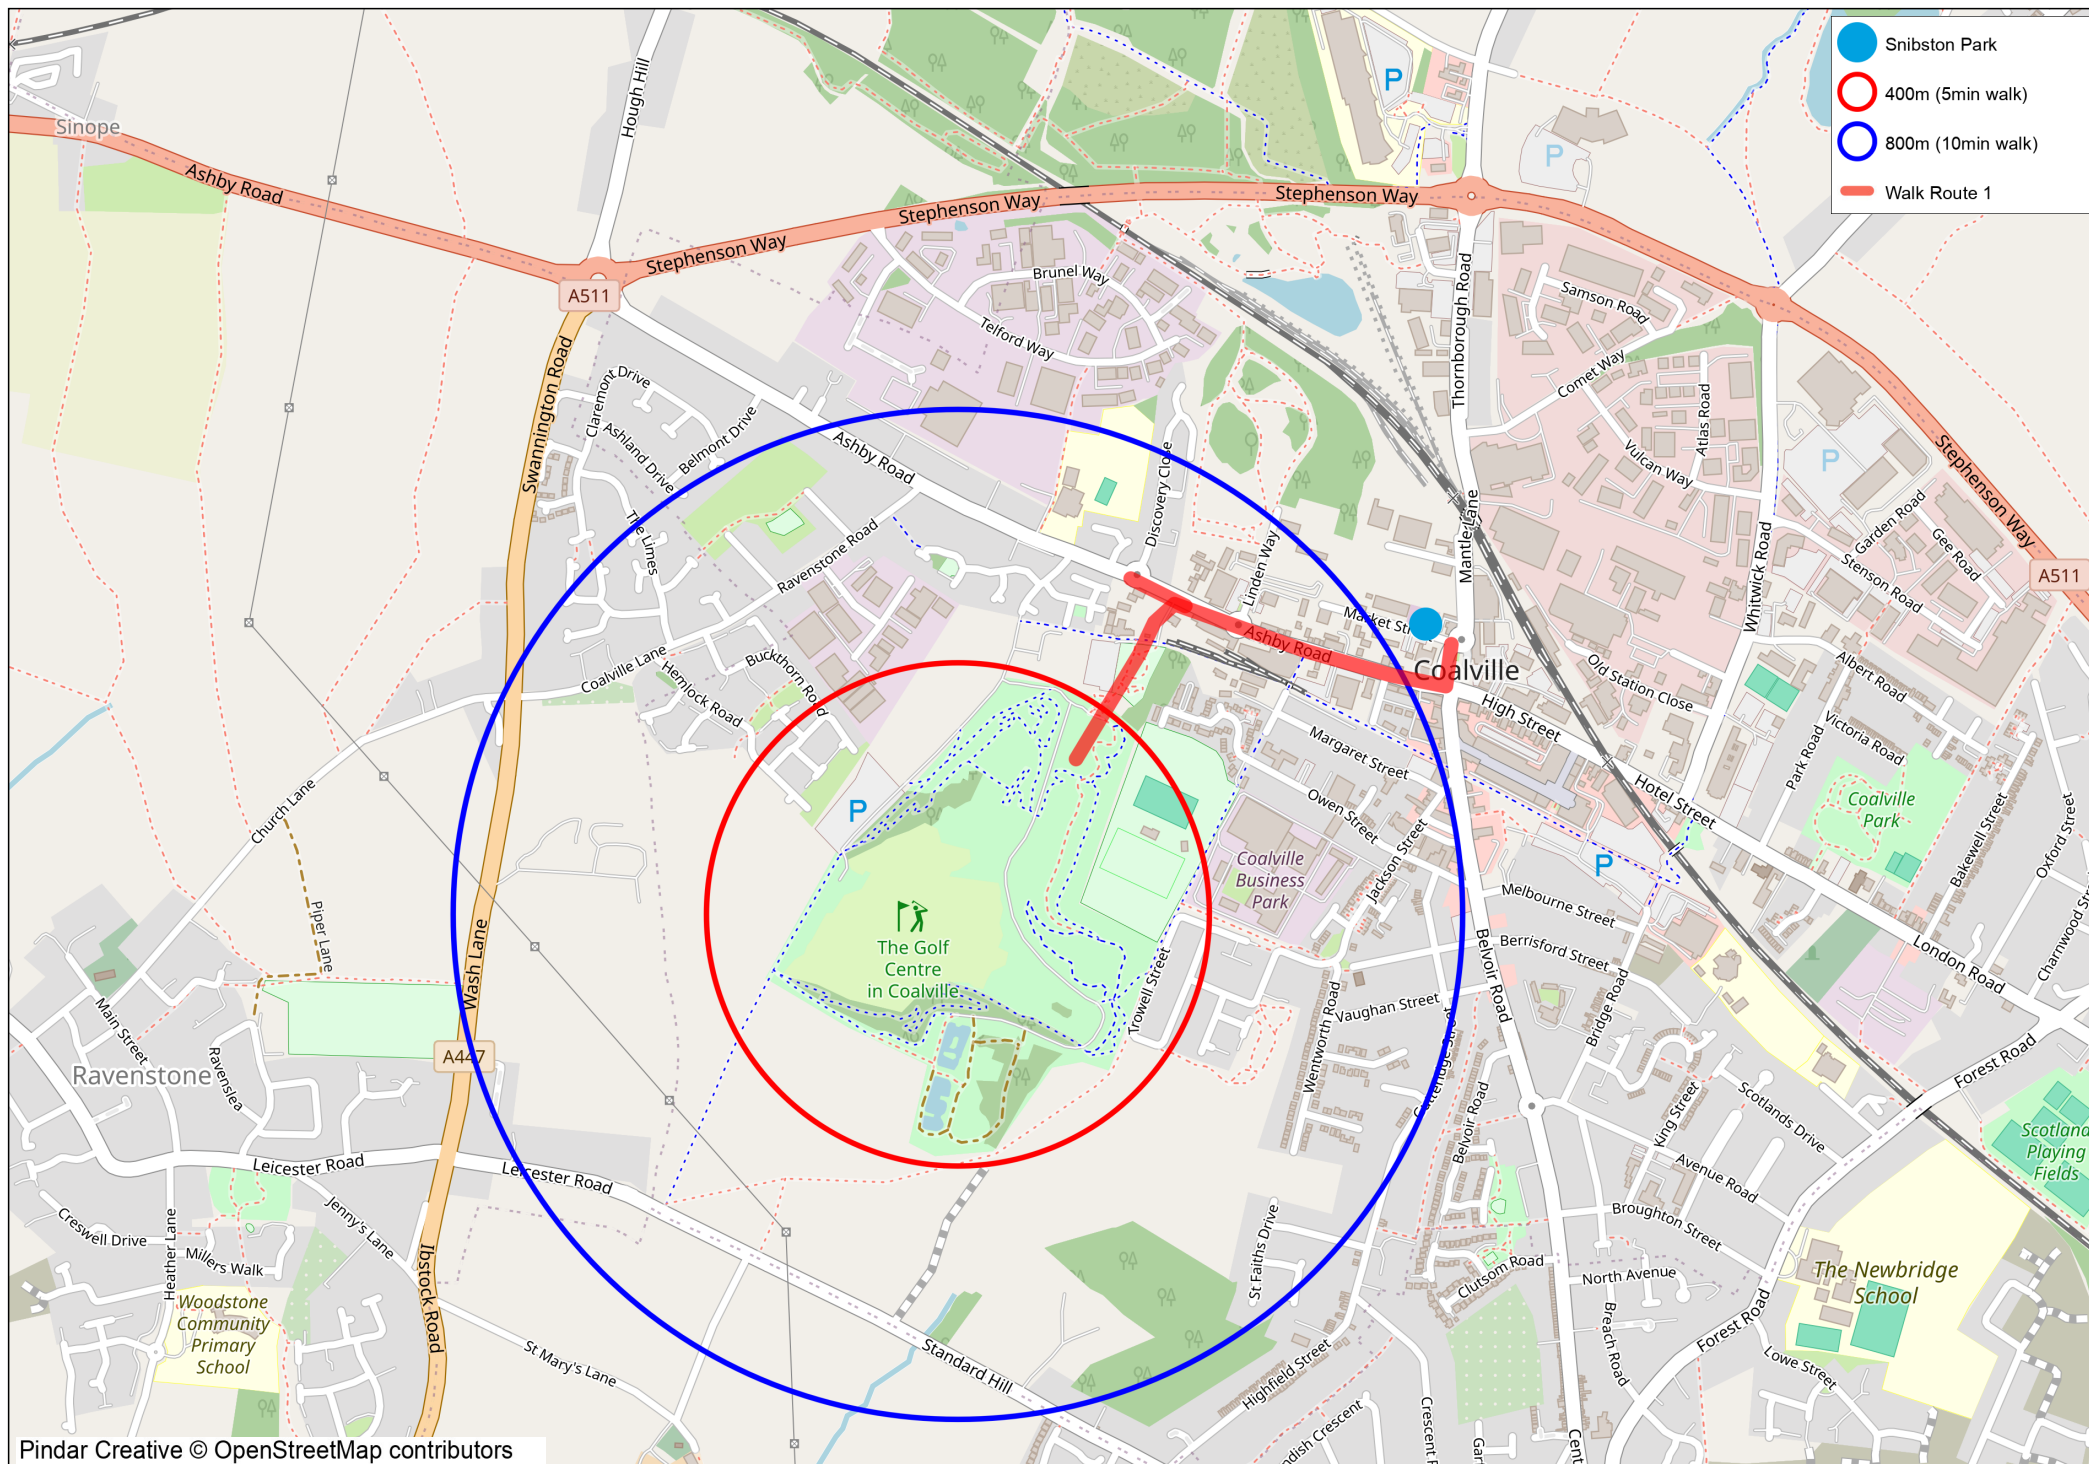 Snibston Park
400m (5min walk)
800m (10min walk)
Walk Route 1
Sinope
Ashby Road
Hough Hill
Stephenson Way
Stephenson Way
Stephenson Way
A511
Swannington Road
Brunel Way
Telford Way
Thornborough Road
Samson Road
Comet Way
Atlas Road
Vulcan Way
Stephenson Way
A511
Garden Road
Gee Road
Stenson Road
Whitwick Road
Claremont Drive
Ashland Drive
Belmont Drive
The Limes
Ashby Road
Ravenstone Road
Discovery Close
Linden Way
Mantle Lane
Ashby Road
Coalville
High Street
Old Station Close
Albert Road
Victoria Road
Park Road
Hotel Street
Coalville
Park
Bakewell Street
Oxford Street
Coalville Lane
Hemlock Road
Buckthorn Road
Church Lane
Piper Lane
Wash Lane
P
P
P
P
P
Margaret Street
Owen Street
Jackson Street
Coalville
Business
Park
The Golf
Centre
in Coalville
Trowell Street
Melbourne Street
Berrisford Street
Belvoir Road
Bridge Road
Vaughan Street
Wentworth Road
London Road
Forest Road
Main Street
Ravenslea
Ravenstone
A447
Leicester Road
Leicester Road
Creswell Drive
Heather Lane
Millers Walk
Jenny's Lane
Ibstock Road
Woodstone
Community
Primary
School
St Mary's Lane
Standard Hill
St Faiths Drive
Highfield Street
Belvoir Road
Clutsom Road
King Street
Scotlands Drive
Avenue Road
Broughton Street
North Avenue
Breach Road
Forest Road
Lowe Street
The Newbridge
School
Scotland
Playing
Fields
Pindar Creative © OpenStreetMap contributors